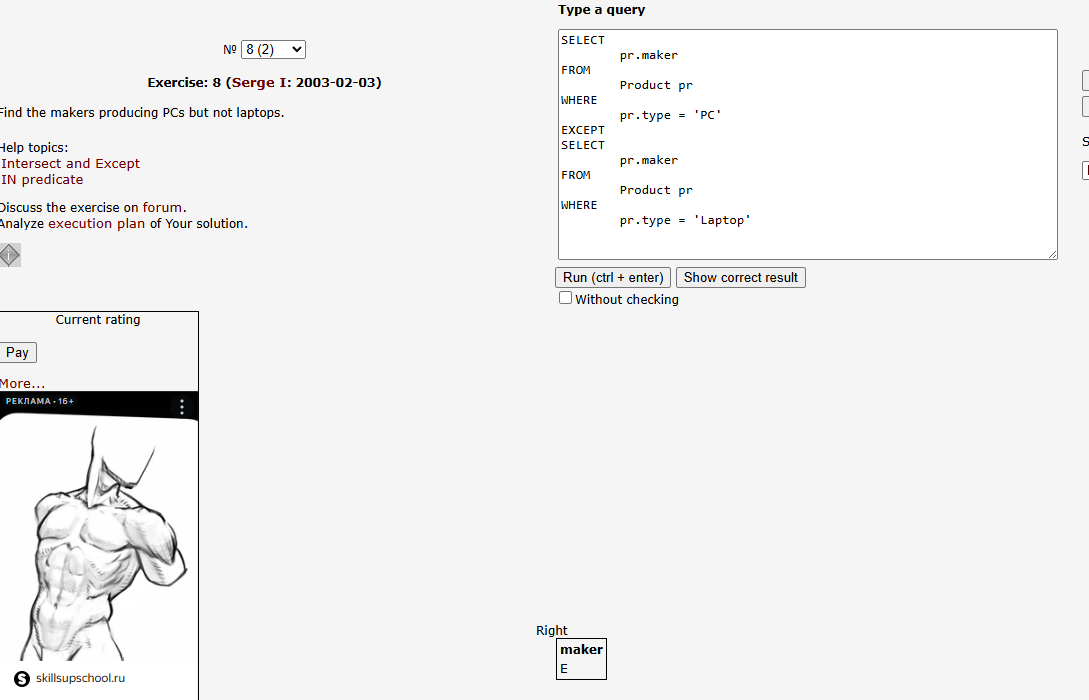 № 8 (2)
Exercise: 8 (Serge I: 2003-02-03)
Find the makers producing PCs but not laptops.
Help topics:
Intersect and Except
IN predicate
Discuss the exercise on forum.
Analyze execution plan of Your solution.
Current rating
Pay
More...
РЕКЛАМА • 16+
skillsupschool.ru
Type a query
SELECT
pr.maker
FROM
Product pr
WHERE
pr.type = 'PC'
EXCEPT
SELECT
pr.maker
FROM
Product pr
WHERE
pr.type = 'Laptop'
Run (ctrl + enter) Show correct result
Without checking
Right
maker
E